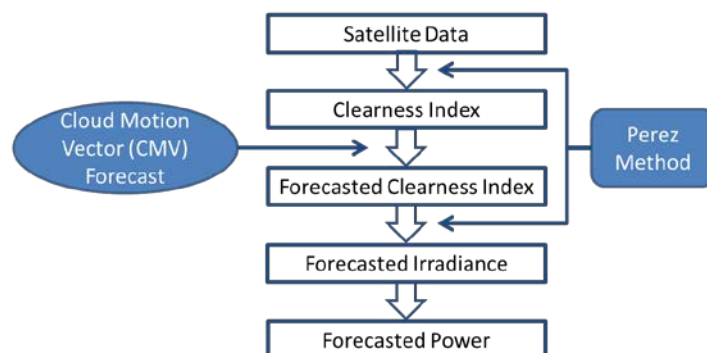 Satellite Data
Clearness Index
Cloud Motion
Vector (CMV)
Forecast
Perez
Method
Forecasted Clearness Index
Forecasted Irradiance
Forecasted Power